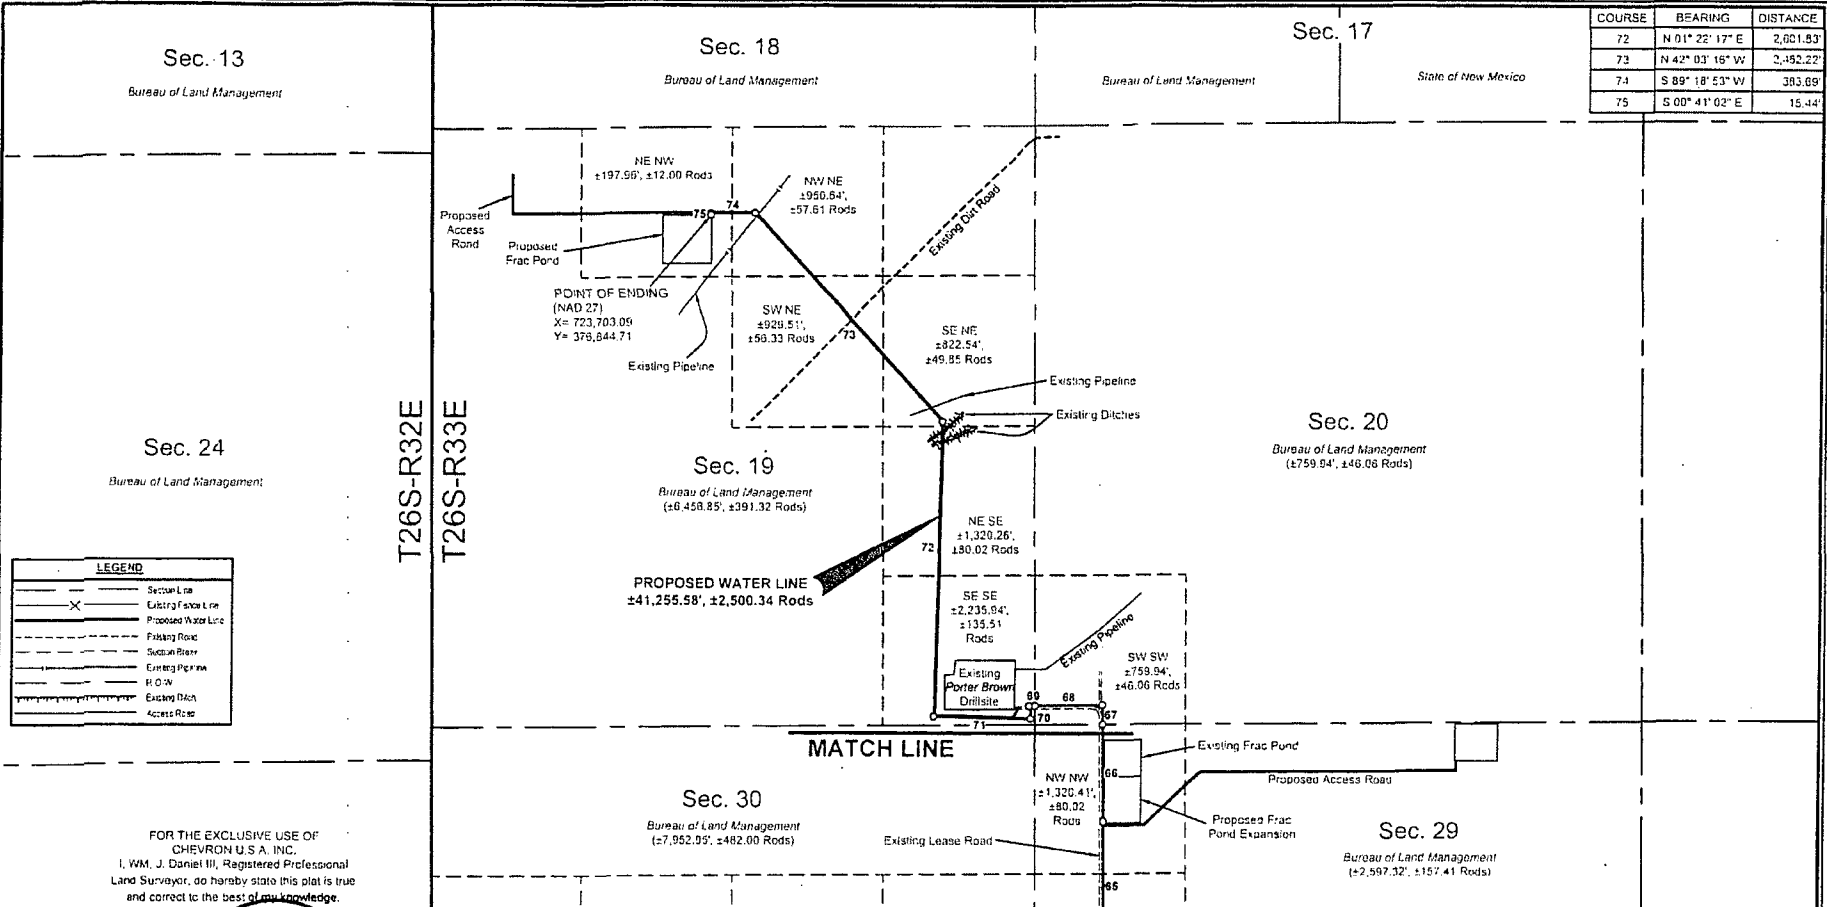 Sec. 13
Bureau of Land Management
Sec. 18
Bureau of Land Management
Sec. 17
Bureau of Land Management
State of New Mexico
COURSE BEARING DISTANCE
72 N 01° 22' 17" E 2,601.83'
73 N 42° 03' 16" W 2,452.22'
74 S 89° 18' 53" W 383.69'
75 S 00° 41' 02" E 15.44'
NE NW
±197.96', ±12.00 Rods
NW NE
±950.64',
±57.61 Rods
Proposed
Access
Road
Proposed
Frac Pond
75
74
Existing Dirt Road
POINT OF ENDING
(NAD 27)
X= 723,703.09
Y= 376,844.71
SW NE
±929.51',
±56.33 Rods
73
SE NE
±822.54',
±49.85 Rods
Existing Pipeline
Existing Pipeline
Existing Ditches
T26S-R32E
T26S-R33E
Sec. 24
Bureau of Land Management
Sec. 19
Bureau of Land Management
(±6,456.85', ±391.32 Rods)
Sec. 20
Bureau of Land Management
(±759.94', ±46.06 Rods)
NE SE
±1,320.26',
±80.02 Rods
72
PROPOSED WATER LINE
±41,255.58', ±2,500.34 Rods
LEGEND
Section Line
Existing Fence Line
Proposed Water Line
Existing Road
Section Break
Existing Pipeline
R.O.W
Existing Ditch
Access Road
SE SE
±2,235.94',
±135.51
Rods
Existing Pipeline
SW SW
±759.94',
±46.06 Rods
Existing
Porter Brown
Drillsite
69
68
67
70
71
MATCH LINE
Existing Frac Pond
66
Proposed Access Road
NW NW
±1,320.41',
±80.02
Rods
Proposed Frac
Pond Expansion
Existing Lease Road
Sec. 30
Bureau of Land Management
(±7,952.95', ±482.00 Rods)
Sec. 29
Bureau of Land Management
(±2,597.32', ±157.41 Rods)
65
FOR THE EXCLUSIVE USE OF
CHEVRON U.S.A. INC.
I, WM. J. Daniel III, Registered Professional
Land Surveyor, do hereby state this plat is true
and correct to the best of my knowledge.